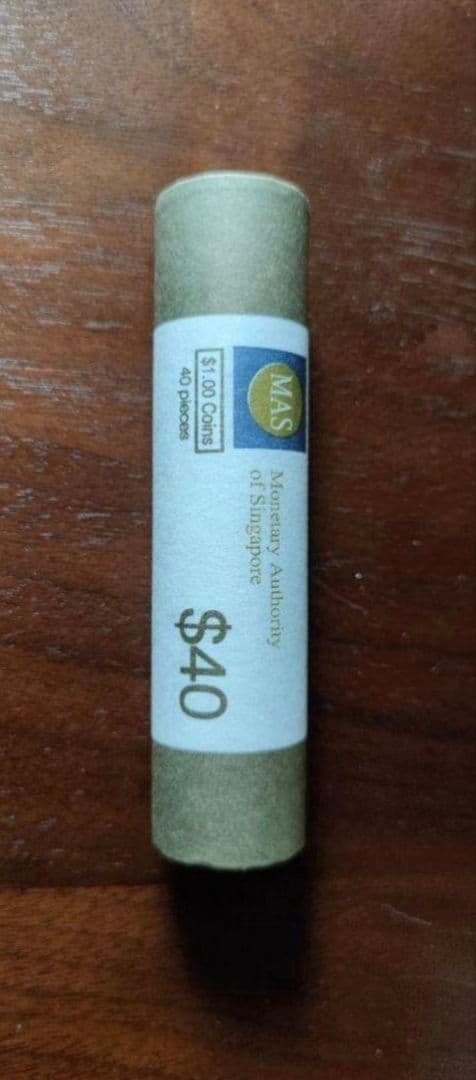 MAS
Monetary Authority
of Singapore
$1.00 Coins
40 pieces
$40